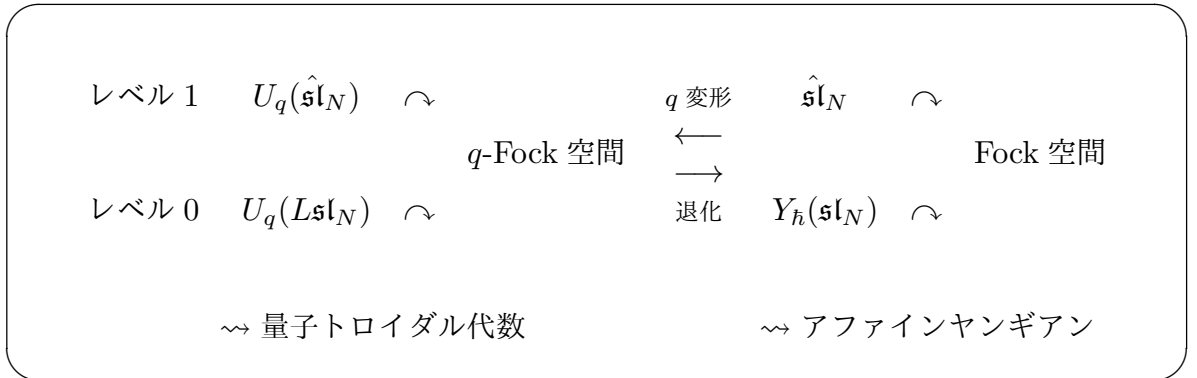 レベル 1 $U_q(\hat{\mathfrak{sl}}_N)$ ↷ q 変形 $\hat{\mathfrak{sl}}_N$ ↷
q-Fock 空間 ⟵ ⟶ Fock 空間
レベル 0 $U_q(L\mathfrak{sl}_N)$ ↷ 退化 $Y_\hbar(\mathfrak{sl}_N)$ ↷
⇝ 量子トロイダル代数 ⇝ アファインヤンギアン